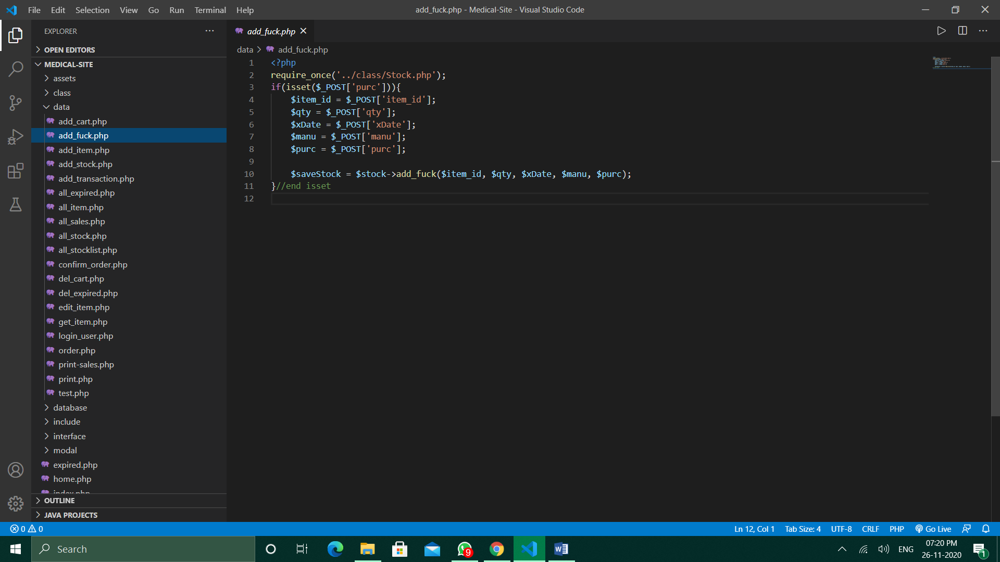 File Edit Selection View Go Run Terminal Help
add_fuck.php - Medical-Site - Visual Studio Code
EXPLORER
OPEN EDITORS
MEDICAL-SITE
assets
class
data
add_cart.php
add_fuck.php
add_item.php
add_stock.php
add_transaction.php
all_expired.php
all_item.php
all_sales.php
all_stock.php
all_stocklist.php
confirm_order.php
del_cart.php
del_expired.php
edit_item.php
get_item.php
login_user.php
order.php
print-sales.php
print.php
test.php
database
include
interface
modal
expired.php
home.php
index.php
OUTLINE
JAVA PROJECTS
add_fuck.php
data > add_fuck.php
1 <?php
2 require_once('../class/Stock.php');
3 if(isset($_POST['purc'])){
4 $item_id = $_POST['item_id'];
5 $qty = $_POST['qty'];
6 $xDate = $_POST['xDate'];
7 $manu = $_POST['manu'];
8 $purc = $_POST['purc'];
9
10 $saveStock = $stock->add_fuck($item_id, $qty, $xDate, $manu, $purc);
11 }//end isset
12
0 0
Ln 12, Col 1 Tab Size: 4 UTF-8 CRLF PHP Go Live
Search
9
ENG
07:20 PM
26-11-2020
1